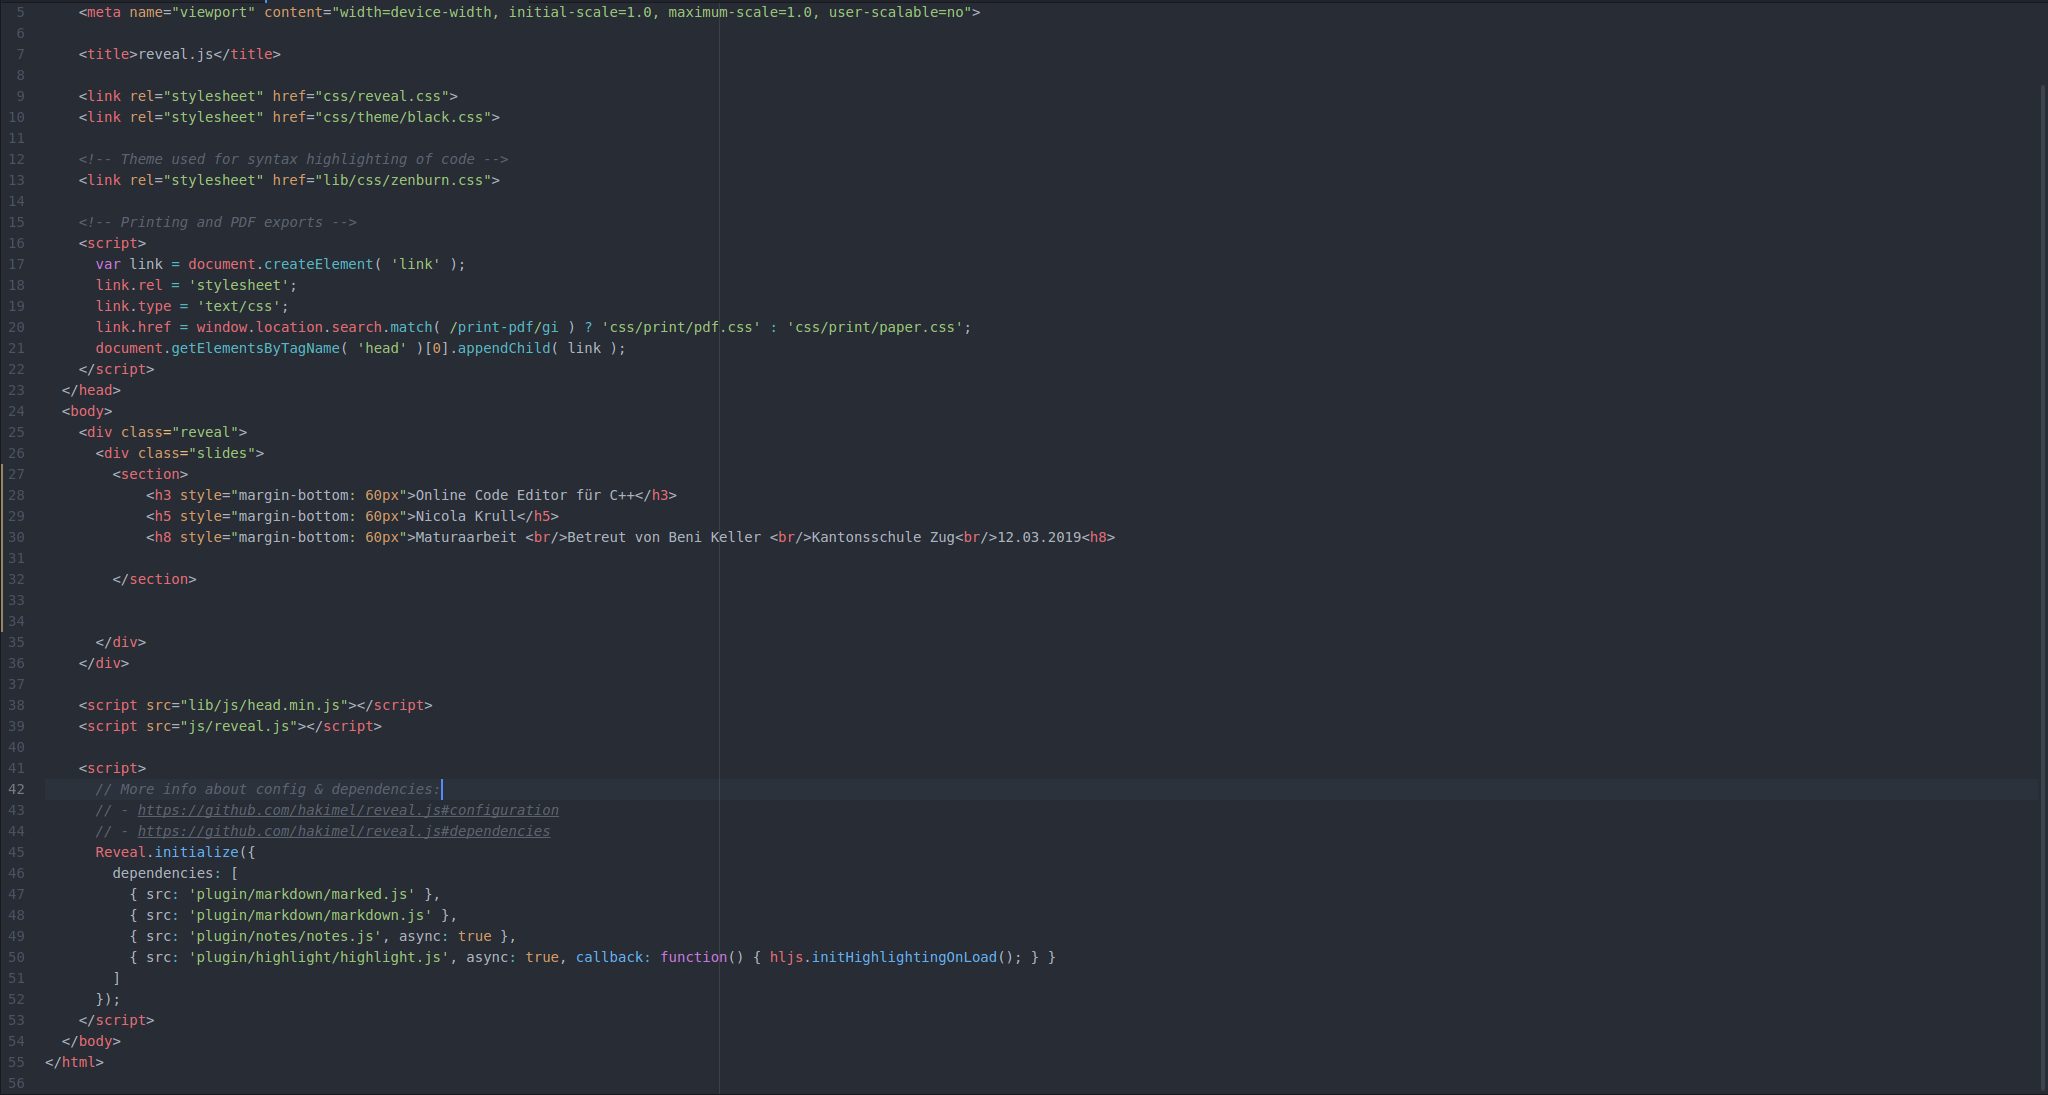 5     <meta name="viewport" content="width=device-width, initial-scale=1.0, maximum-scale=1.0, user-scalable=no">
6
7     <title>reveal.js</title>
8
9     <link rel="stylesheet" href="css/reveal.css">
10     <link rel="stylesheet" href="css/theme/black.css">
11
12     <!-- Theme used for syntax highlighting of code -->
13     <link rel="stylesheet" href="lib/css/zenburn.css">
14
15     <!-- Printing and PDF exports -->
16     <script>
17       var link = document.createElement( 'link' );
18       link.rel = 'stylesheet';
19       link.type = 'text/css';
20       link.href = window.location.search.match( /print-pdf/gi ) ? 'css/print/pdf.css' : 'css/print/paper.css';
21       document.getElementsByTagName( 'head' )[0].appendChild( link );
22     </script>
23   </head>
24   <body>
25     <div class="reveal">
26       <div class="slides">
27         <section>
28             <h3 style="margin-bottom: 60px">Online Code Editor für C++</h3>
29             <h5 style="margin-bottom: 60px">Nicola Krull</h5>
30             <h8 style="margin-bottom: 60px">Maturaarbeit <br/>Betreut von Beni Keller <br/>Kantonsschule Zug<br/>12.03.2019<h8>
31
32         </section>
33
34
35       </div>
36     </div>
37
38     <script src="lib/js/head.min.js"></script>
39     <script src="js/reveal.js"></script>
40
41     <script>
42       // More info about config & dependencies:
43       // - https://github.com/hakimel/reveal.js#configuration
44       // - https://github.com/hakimel/reveal.js#dependencies
45       Reveal.initialize({
46         dependencies: [
47           { src: 'plugin/markdown/marked.js' },
48           { src: 'plugin/markdown/markdown.js' },
49           { src: 'plugin/notes/notes.js', async: true },
50           { src: 'plugin/highlight/highlight.js', async: true, callback: function() { hljs.initHighlightingOnLoad(); } }
51         ]
52       });
53     </script>
54   </body>
55 </html>
56